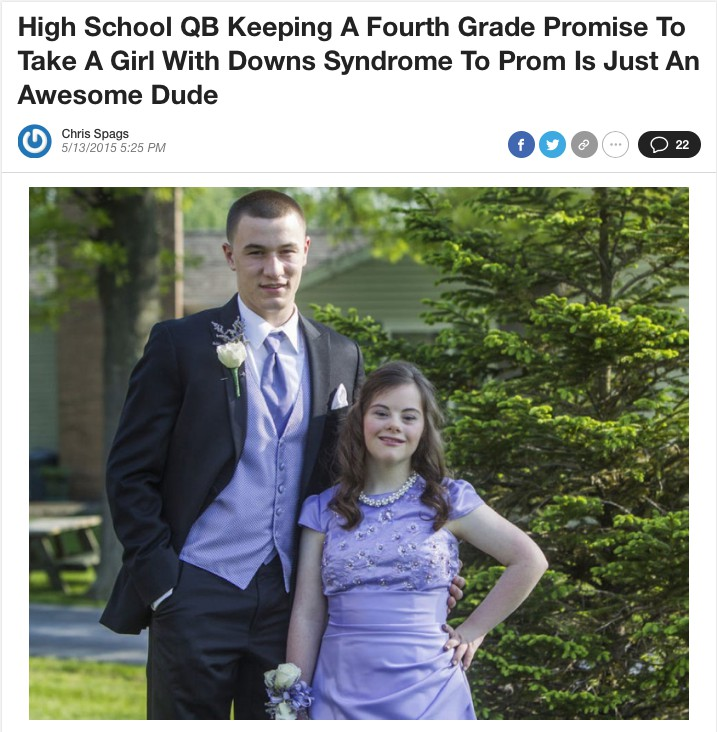 High School QB Keeping A Fourth Grade Promise To
Take A Girl With Downs Syndrome To Prom Is Just An
Awesome Dude
Chris Spags
5/13/2015 5:25 PM
22